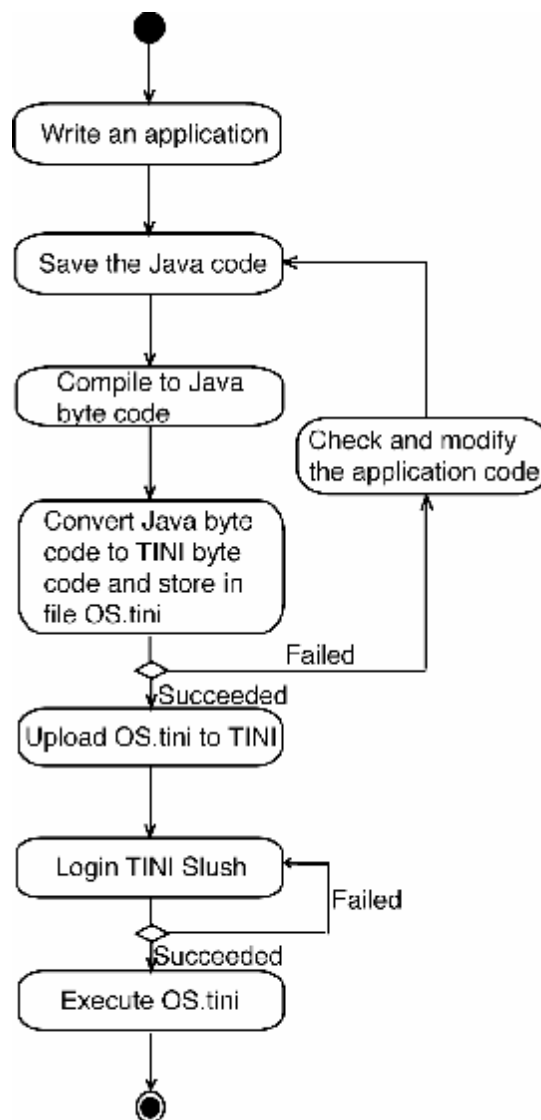 Write an application
Save the Java code
Compile to Java
byte code
Check and modify
the application code
Convert Java byte
code to TINI byte
code and store in
file OS.tini
Failed
Succeeded
Upload OS.tini to TINI
Login TINI Slush
Failed
Succeeded
Execute OS.tini